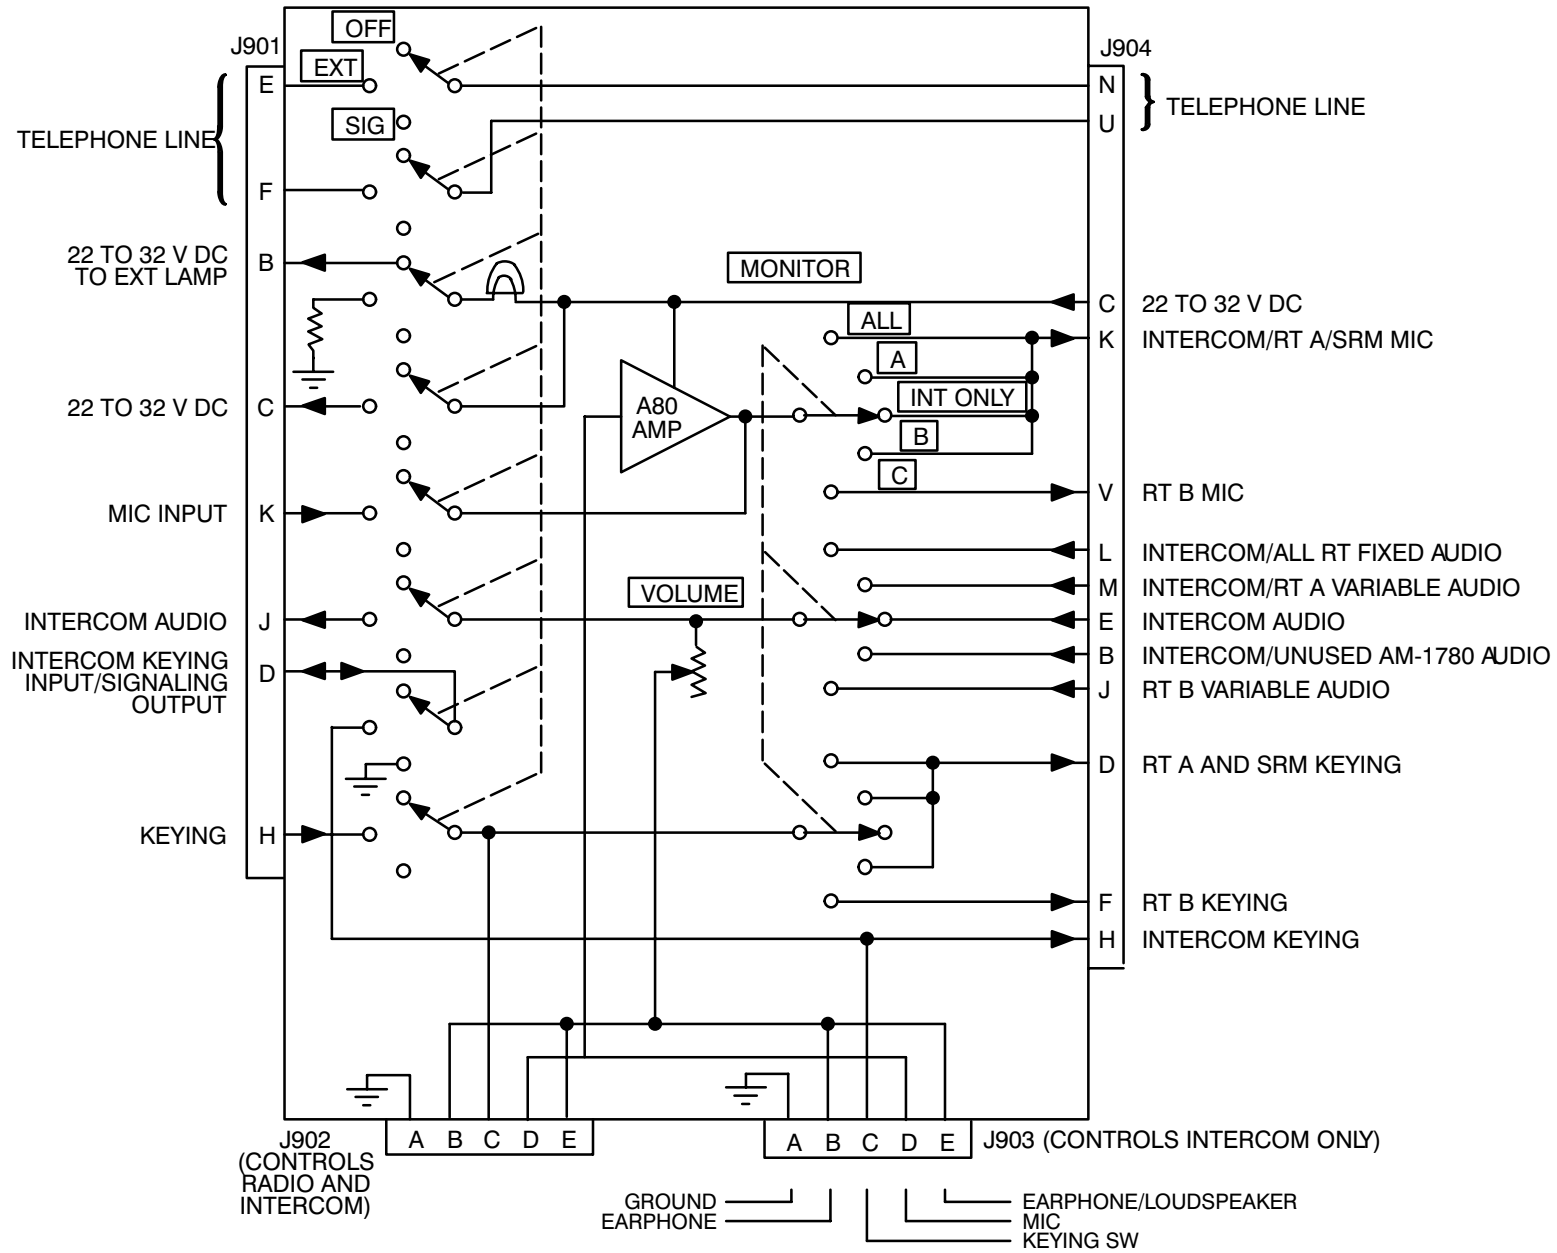 OFF
J901
EXT
SIG
E
TELEPHONE LINE
F
22 TO 32 V DC
TO EXT LAMP
B
22 TO 32 V DC
C
MIC INPUT
K
INTERCOM AUDIO
J
INTERCOM KEYING
INPUT/SIGNALING
OUTPUT
D
KEYING
H
MONITOR
ALL
A
INT ONLY
B
C
A80
AMP
VOLUME
J904
N
U
TELEPHONE LINE
C 22 TO 32 V DC
K INTERCOM/RT A/SRM MIC
V RT B MIC
L INTERCOM/ALL RT FIXED AUDIO
M INTERCOM/RT A VARIABLE AUDIO
E INTERCOM AUDIO
B INTERCOM/UNUSED AM-1780 AUDIO
J RT B VARIABLE AUDIO
D RT A AND SRM KEYING
F RT B KEYING
H INTERCOM KEYING
J902
(CONTROLS
RADIO AND
INTERCOM)
A B C D E
A B C D E
J903 (CONTROLS INTERCOM ONLY)
GROUND
EARPHONE
EARPHONE/LOUDSPEAKER
MIC
KEYING SW